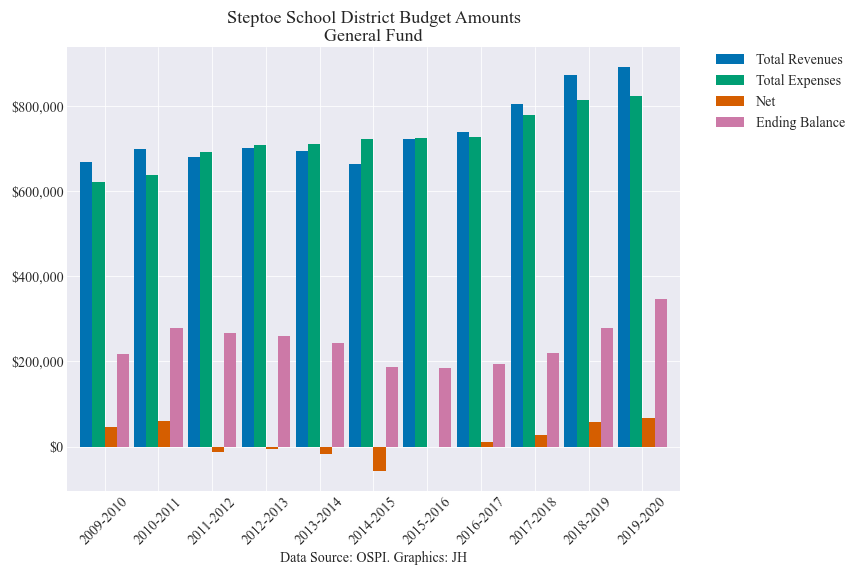 Steptoe School District Budget Amounts
General Fund
Total Revenues
Total Expenses
Net
Ending Balance
$800,000
$600,000
$400,000
$200,000
$0
2009-2010
2010-2011
2011-2012
2012-2013
2013-2014
2014-2015
2015-2016
2016-2017
2017-2018
2018-2019
2019-2020
Data Source: OSPI. Graphics: JH